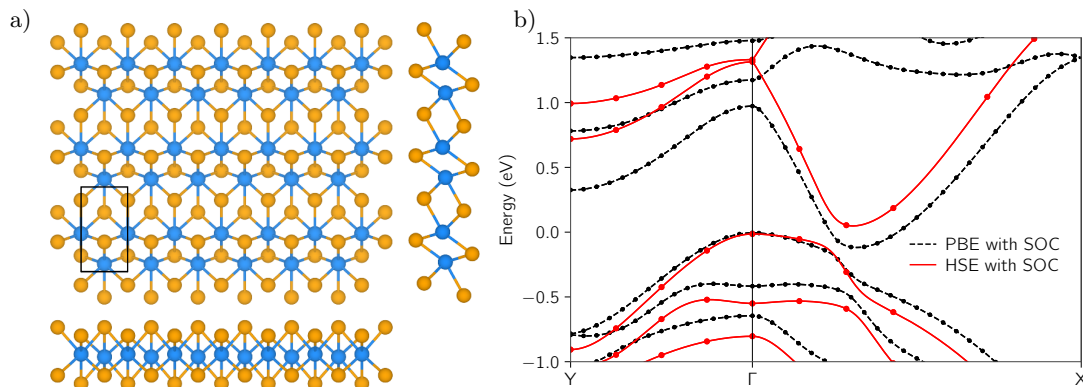 a)
b)
Energy (eV)
1.5
1.0
0.5
0.0
−0.5
−1.0
PBE with SOC
HSE with SOC
Y
Γ
X